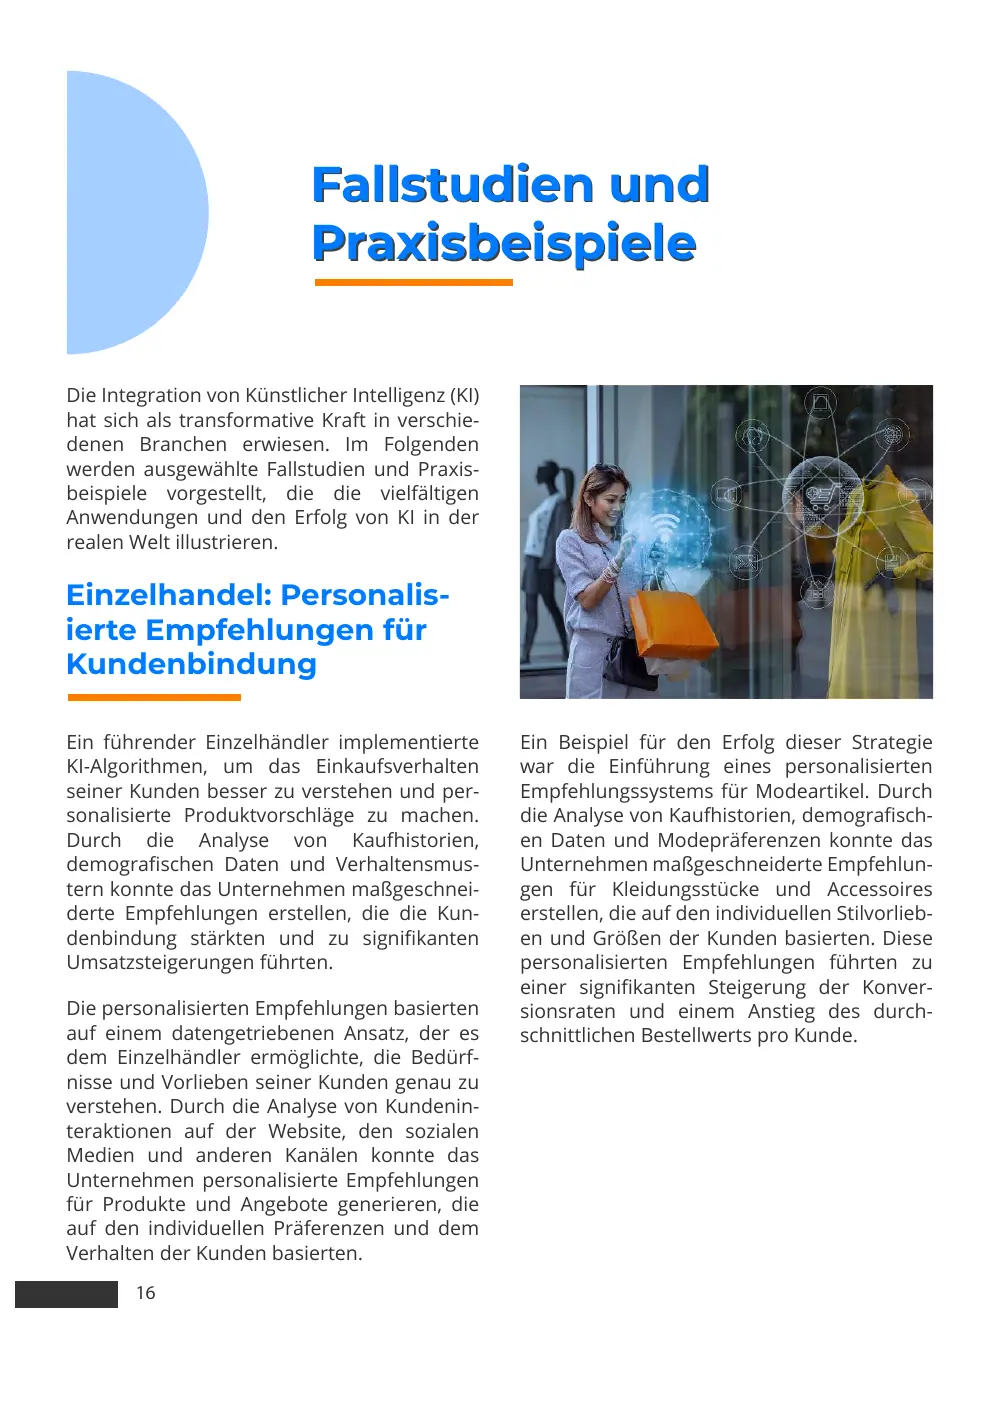 Fallstudien und
Praxisbeispiele
Die Integration von Künstlicher Intelligenz (KI)
hat sich als transformative Kraft in verschie-
denen Branchen erwiesen. Im Folgenden
werden ausgewählte Fallstudien und Praxis-
beispiele vorgestellt, die die vielfältigen
Anwendungen und den Erfolg von KI in der
realen Welt illustrieren.
Einzelhandel: Personalis-
ierte Empfehlungen für
Kundenbindung
Ein führender Einzelhändler implementierte
KI-Algorithmen, um das Einkaufsverhalten
seiner Kunden besser zu verstehen und per-
sonalisierte Produktvorschläge zu machen.
Durch die Analyse von Kaufhistorien,
demografischen Daten und Verhaltensmus-
tern konnte das Unternehmen maßgeschnei-
derte Empfehlungen erstellen, die die Kun-
denbindung stärkten und zu signifikanten
Umsatzsteigerungen führten.
Die personalisierten Empfehlungen basierten
auf einem datengetriebenen Ansatz, der es
dem Einzelhändler ermöglichte, die Bedürf-
nisse und Vorlieben seiner Kunden genau zu
verstehen. Durch die Analyse von Kundenin-
teraktionen auf der Website, den sozialen
Medien und anderen Kanälen konnte das
Unternehmen personalisierte Empfehlungen
für Produkte und Angebote generieren, die
auf den individuellen Präferenzen und dem
Verhalten der Kunden basierten.
Ein Beispiel für den Erfolg dieser Strategie
war die Einführung eines personalisierten
Empfehlungssystems für Modeartikel. Durch
die Analyse von Kaufhistorien, demografisch-
en Daten und Modepräferenzen konnte das
Unternehmen maßgeschneiderte Empfehlun-
gen für Kleidungsstücke und Accessoires
erstellen, die auf den individuellen Stilvorlieb-
en und Größen der Kunden basierten. Diese
personalisierten Empfehlungen führten zu
einer signifikanten Steigerung der Konver-
sionsraten und einem Anstieg des durch-
schnittlichen Bestellwerts pro Kunde.
16